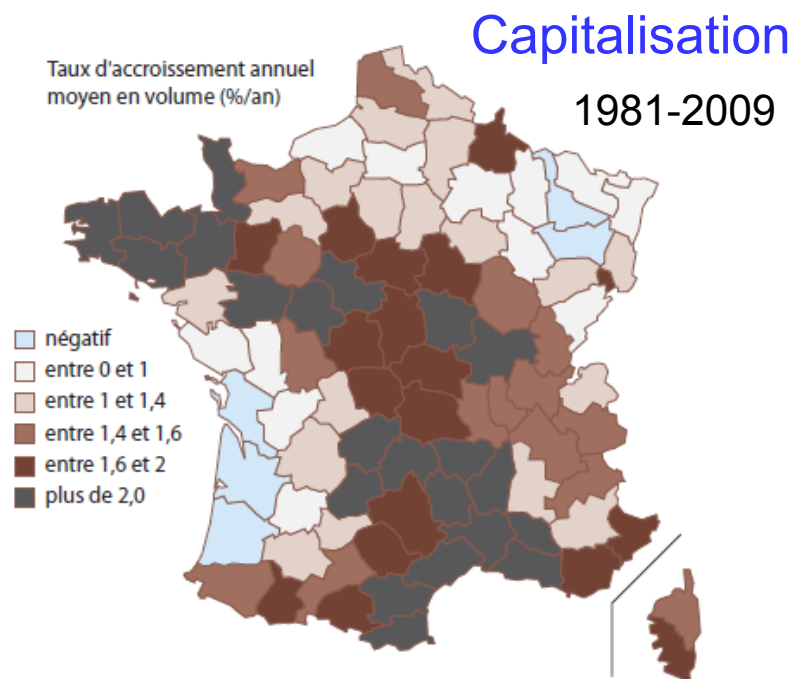 Capitalisation
Taux d'accroissement annuel
moyen en volume (%/an)
1981-2009
négatif
entre 0 et 1
entre 1 et 1,4
entre 1,4 et 1,6
entre 1,6 et 2
plus de 2,0